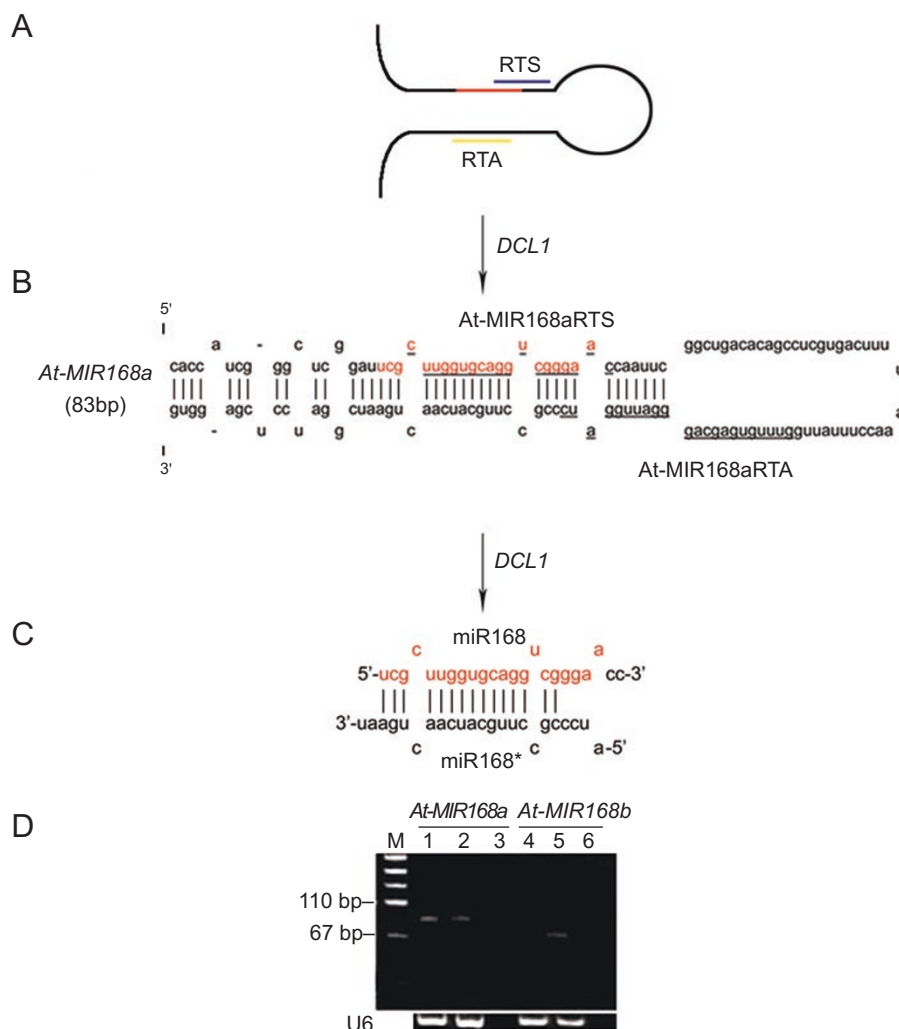 A
RTS
RTA
DCL1
B
5'
At-MIR168aRTS
a - c g c u a ggcugacacagccucgugacuuu
At-MIR168a cacc ucg gg uc gauucg uuggugcagg cggga ccaauuc u
(83bp) gugg agc cc ag cuaagu aacuacguuc gcccu gguuagg a
- u u g c c a gacgaguguuugguuauuuccaa
3'
At-MIR168aRTA
DCL1
C
miR168
c u a
5'-ucg uuggugcagg cggga cc-3'
3'-uaagu aacuacguuc gcccu
c miR168* c a-5'
D
At-MIR168a At-MIR168b
M 1 2 3 4 5 6
110 bp–
67 bp–
U6